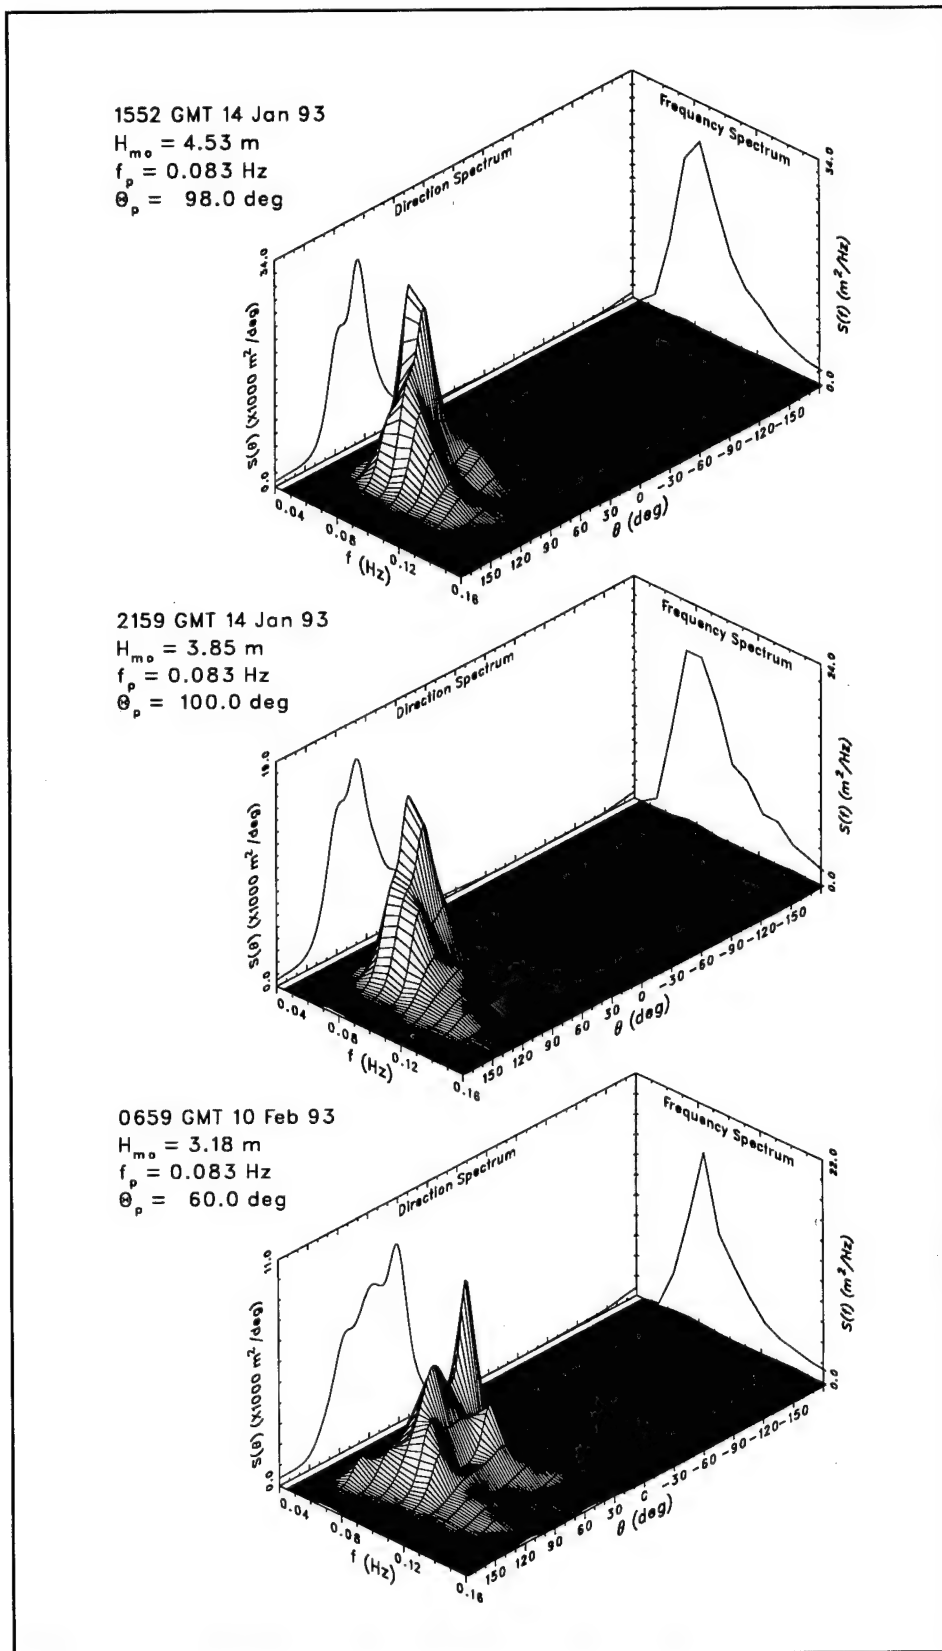 1552 GMT 14 Jan 93
Hmo = 4.53 m
fp = 0.083 Hz
Θp = 98.0 deg
Direction Spectrum
Frequency Spectrum
34.0
0.0
S(θ) (X1000 m²/deg)
34.0
0.0
S(f) (m²/Hz)
0.04
0.08
0.12
0.16
f (Hz)
150 120 90 60 30 0 -30 -60 -90 -120 -150
θ (deg)
2159 GMT 14 Jan 93
Hmo = 3.85 m
fp = 0.083 Hz
Θp = 100.0 deg
Direction Spectrum
Frequency Spectrum
0.0
S(θ) (X1000 m²/deg)
24.0
0.0
S(f) (m²/Hz)
0.04
0.08
0.12
0.16
f (Hz)
150 120 90 60 30 0 -30 -60 -90 -120 -150
θ (deg)
0659 GMT 10 Feb 93
Hmo = 3.18 m
fp = 0.083 Hz
Θp = 60.0 deg
Direction Spectrum
Frequency Spectrum
11.0
0.0
S(θ) (X1000 m²/deg)
22.0
0.0
S(f) (m²/Hz)
0.04
0.08
0.12
0.16
f (Hz)
150 120 90 60 30 0 -30 -60 -90 -120 -150
θ (deg)